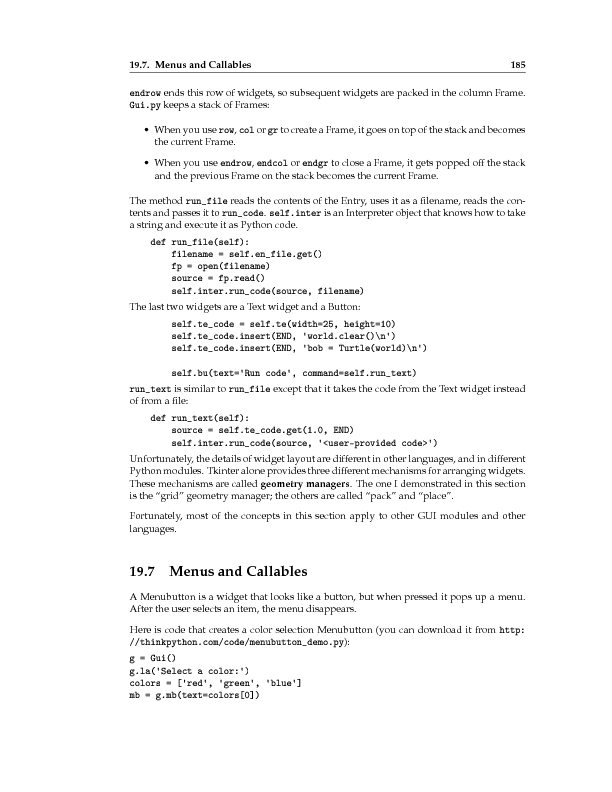 19.7. Menus and Callables 185
endrow ends this row of widgets, so subsequent widgets are packed in the column Frame.
Gui.py keeps a stack of Frames:
• When you use row, col or gr to create a Frame, it goes on top of the stack and becomes
the current Frame.
• When you use endrow, endcol or endgr to close a Frame, it gets popped off the stack
and the previous Frame on the stack becomes the current Frame.
The method run_file reads the contents of the Entry, uses it as a filename, reads the con-
tents and passes it to run_code. self.inter is an Interpreter object that knows how to take
a string and execute it as Python code.
def run_file(self):
filename = self.en_file.get()
fp = open(filename)
source = fp.read()
self.inter.run_code(source, filename)
The last two widgets are a Text widget and a Button:
self.te_code = self.te(width=25, height=10)
self.te_code.insert(END, 'world.clear()\n')
self.te_code.insert(END, 'bob = Turtle(world)\n')
self.bu(text='Run code', command=self.run_text)
run_text is similar to run_file except that it takes the code from the Text widget instead
of from a file:
def run_text(self):
source = self.te_code.get(1.0, END)
self.inter.run_code(source, '<user-provided code>')
Unfortunately, the details of widget layout are different in other languages, and in different
Python modules. Tkinter alone provides three different mechanisms for arranging widgets.
These mechanisms are called geometry managers. The one I demonstrated in this section
is the “grid” geometry manager; the others are called “pack” and “place”.
Fortunately, most of the concepts in this section apply to other GUI modules and other
languages.
19.7 Menus and Callables
A Menubutton is a widget that looks like a button, but when pressed it pops up a menu.
After the user selects an item, the menu disappears.
Here is code that creates a color selection Menubutton (you can download it from http:
//thinkpython.com/code/menubutton_demo.py):
g = Gui()
g.la('Select a color:')
colors = ['red', 'green', 'blue']
mb = g.mb(text=colors[0])